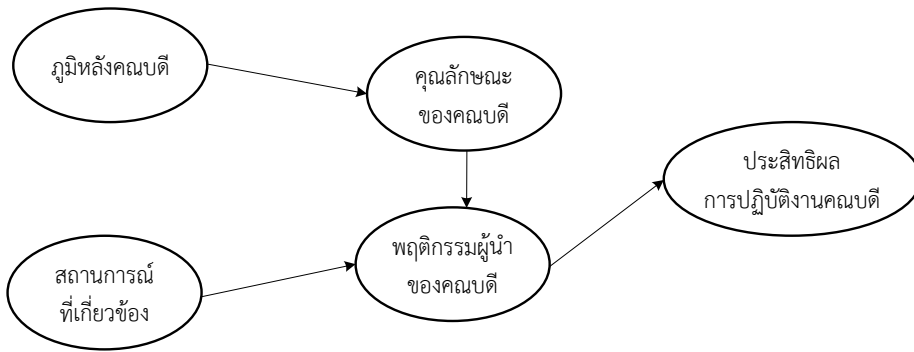 ภูมิหลังคณบดี
คุณลักษณะ
ของคณบดี
ประสิทธิผล
การปฏิบัติงานคณบดี
พฤติกรรมผู้นำ
ของคณบดี
สถานการณ์
ที่เกี่ยวข้อง